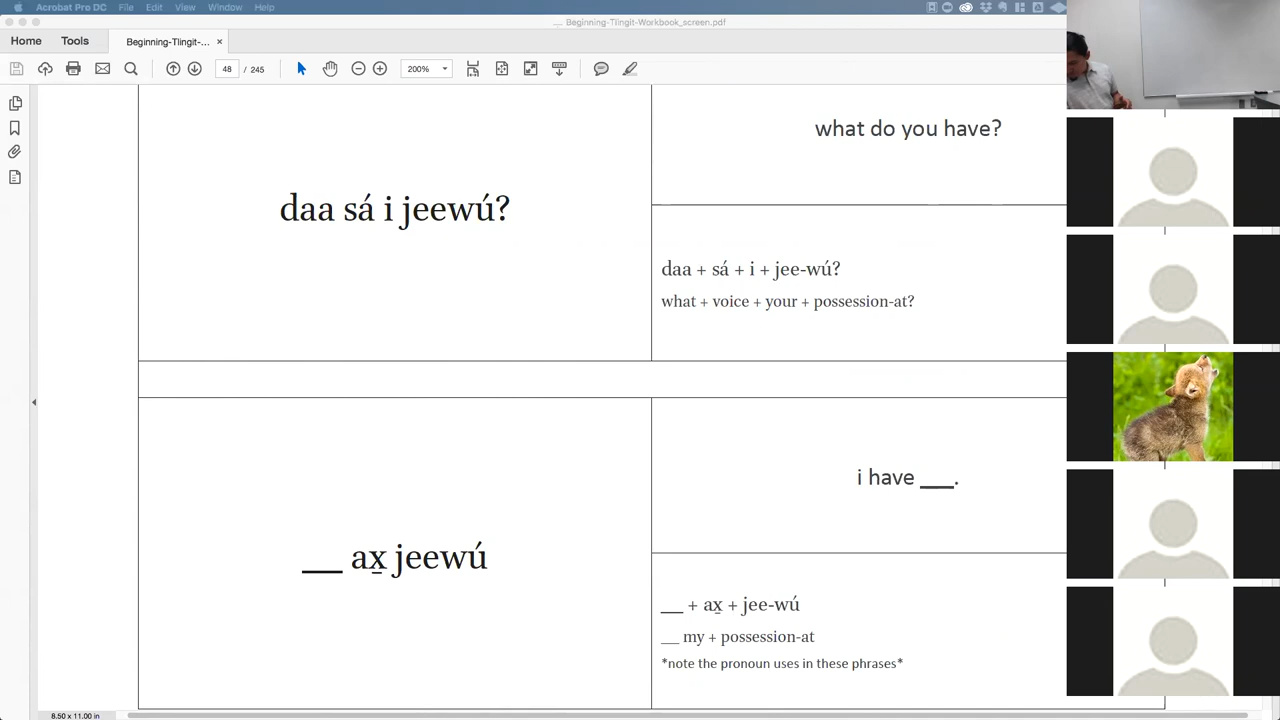 Acrobat Pro DC File Edit View Window Help
Beginning-Tlingit-Workbook_screen.pdf
Home Tools Beginning-Tlingit-... ×
48 / 245 200%
what do you have?
daa sá i jeewú?
daa + sá + i + jee-wú?
what + voice + your + possession-at?
i have ___.
___ ax̱ jeewú
___ + ax̱ + jee-wú
___ my + possession-at
*note the pronoun uses in these phrases*
8.50 x 11.00 in